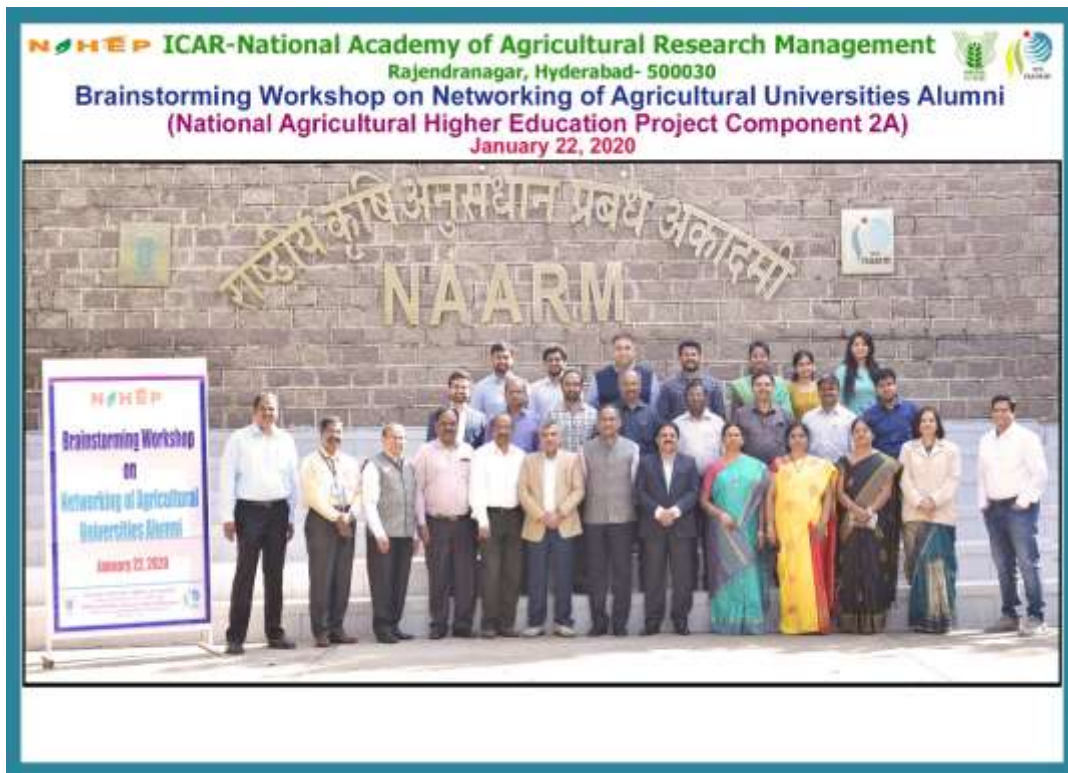 NAHEP ICAR-National Academy of Agricultural Research Management
Rajendranagar, Hyderabad- 500030
Brainstorming Workshop on Networking of Agricultural Universities Alumni
(National Agricultural Higher Education Project Component 2A)
January 22, 2020
राष्ट्रीय कृषि अनुसंधान प्रबंध अकादमी
NAARM
NAARM
NAHEP
Brainstorming Workshop
on
Networking of Agricultural
Universities Alumni
January 22, 2020